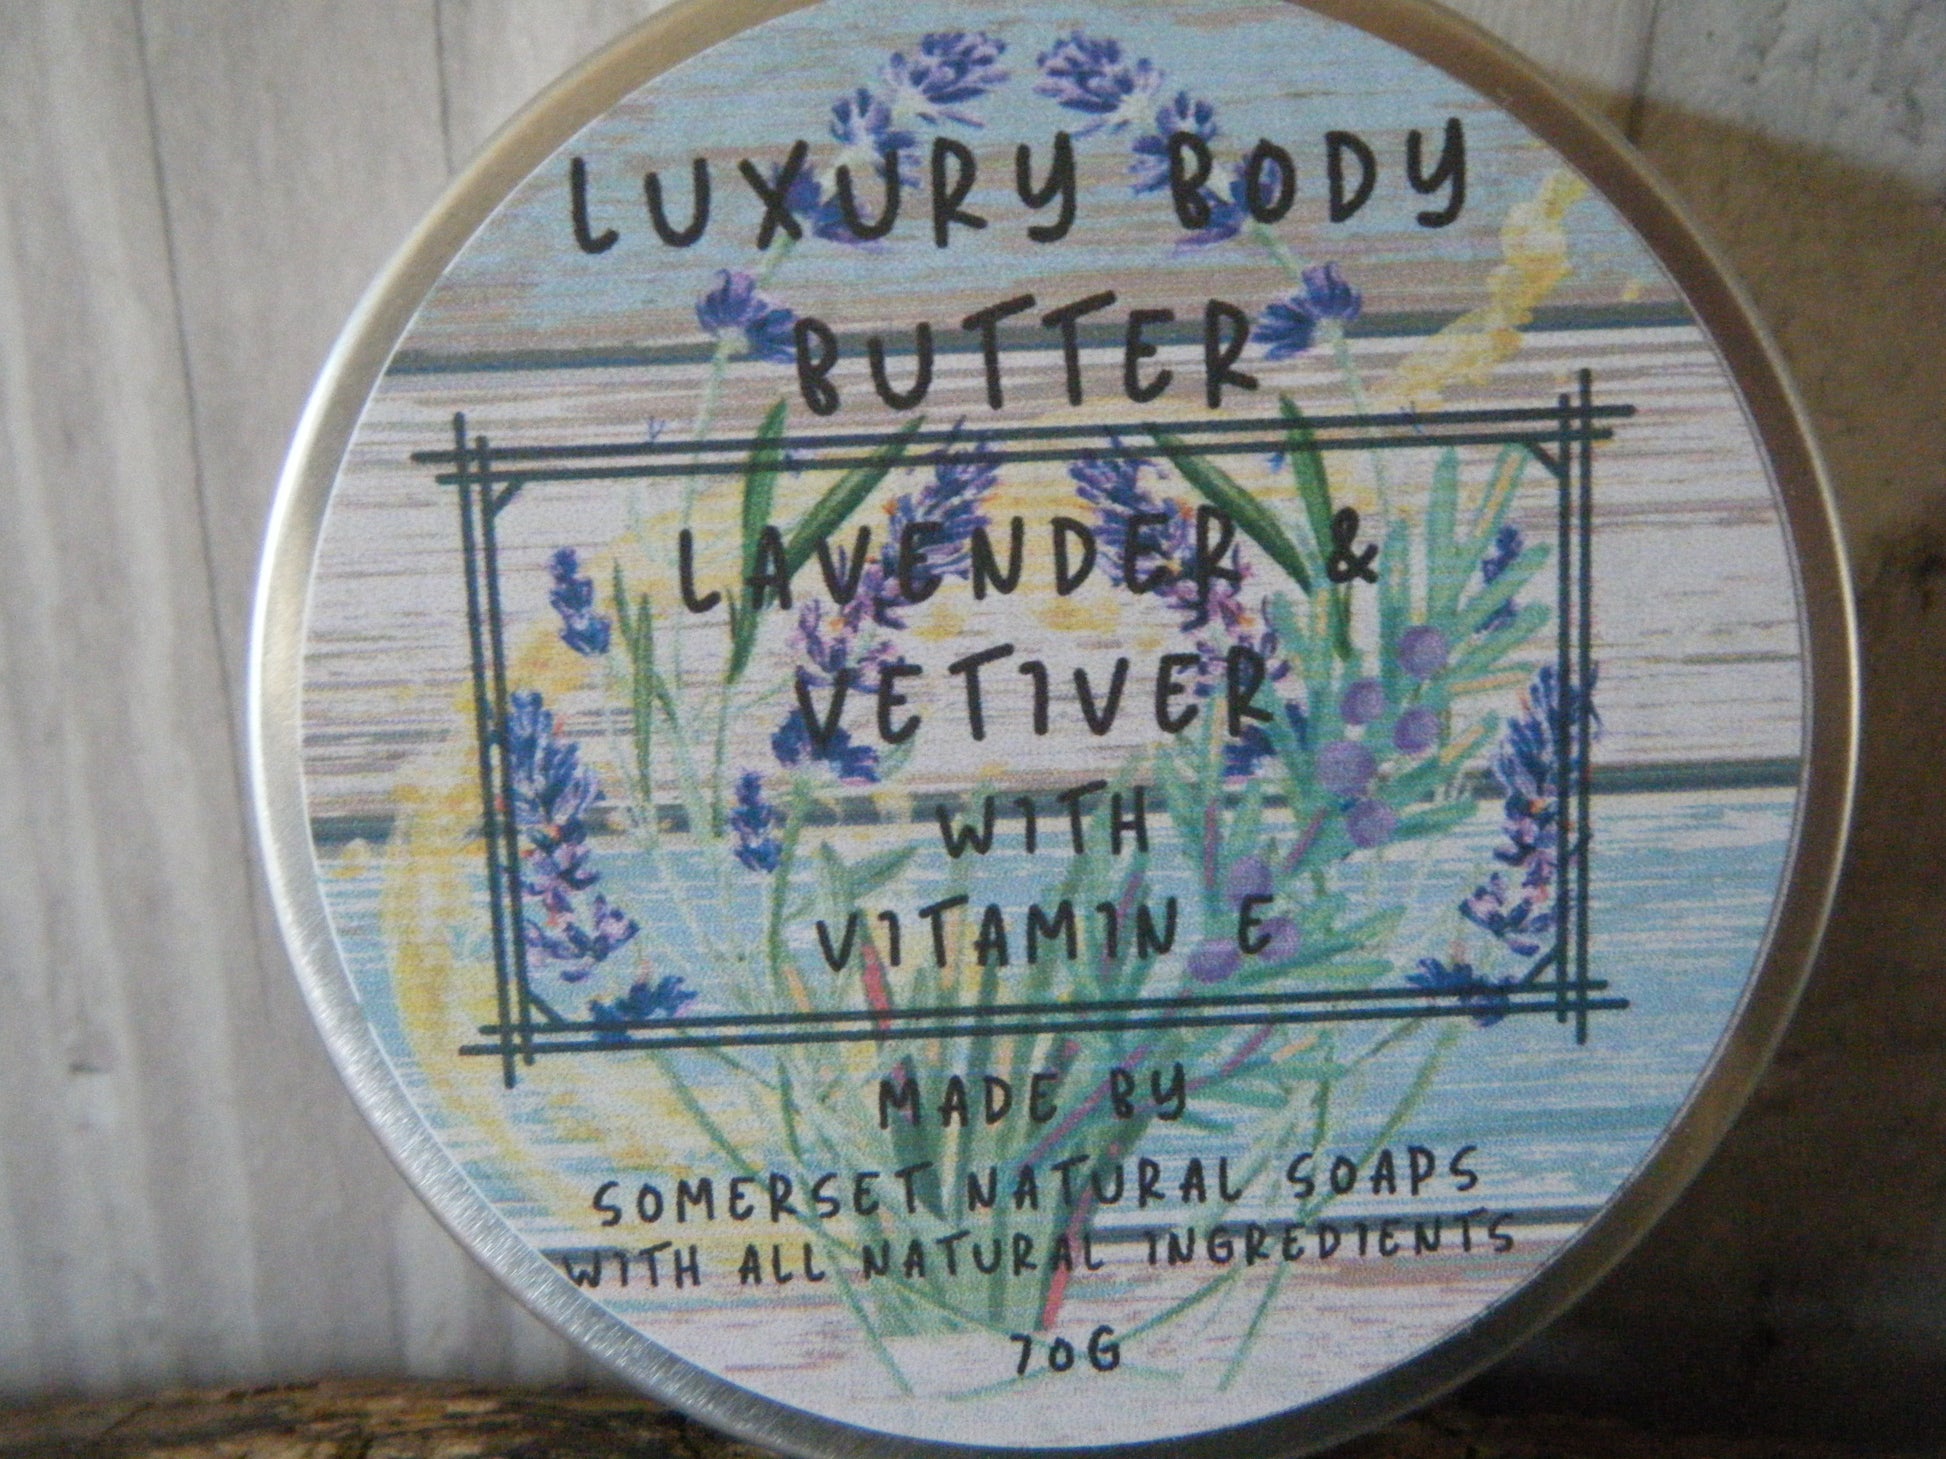 LUXURY BODY
BUTTER
LAVENDER &
VETIVER
WITH
VITAMIN E
MADE BY
SOMERSET NATURAL SOAPS
WITH ALL NATURAL INGREDIENTS
70G